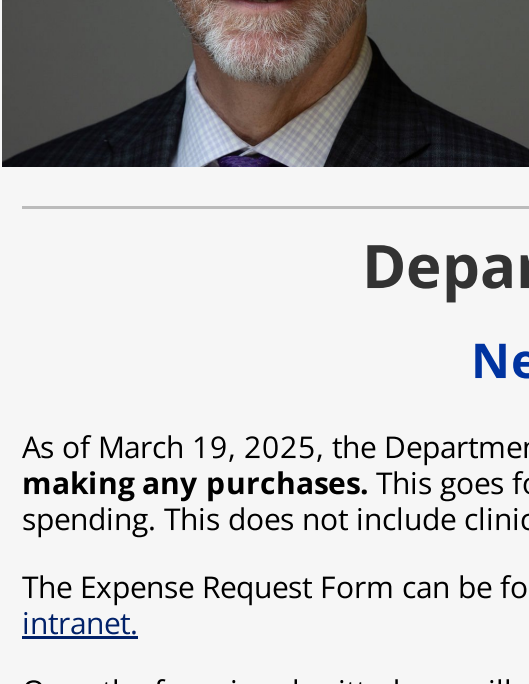 Depar
Ne
As of March 19, 2025, the Departmen
making any purchases. This goes fo
spending. This does not include clinic
The Expense Request Form can be fo
intranet.